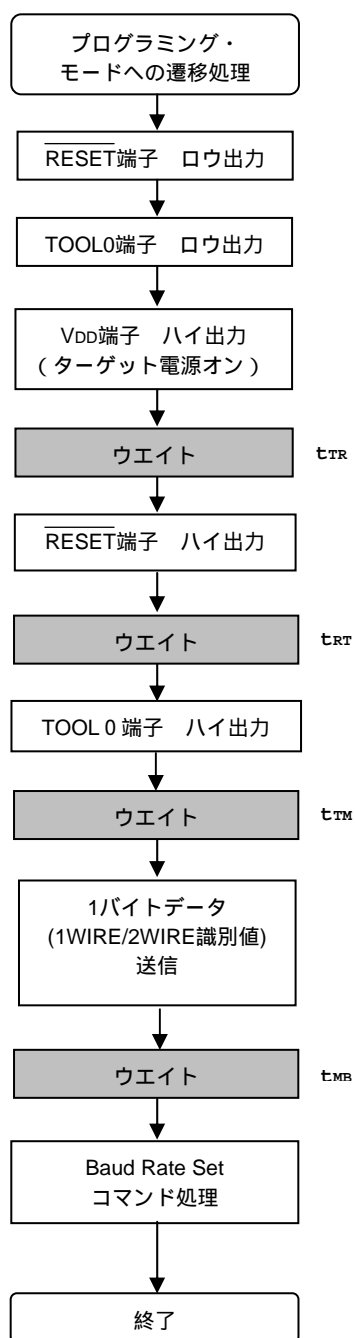 プログラミング・
モードへの遷移処理
RESET端子　ロウ出力
TOOL0端子　ロウ出力
VDD端子　ハイ出力
（ターゲット電源オン）
ウエイト tTR
RESET端子　ハイ出力
ウエイト tRT
TOOL 0 端子　ハイ出力
ウエイト tTM
1バイトデータ
(1WIRE/2WIRE識別値)
送信
ウエイト tMB
Baud Rate Set
コマンド処理
終了